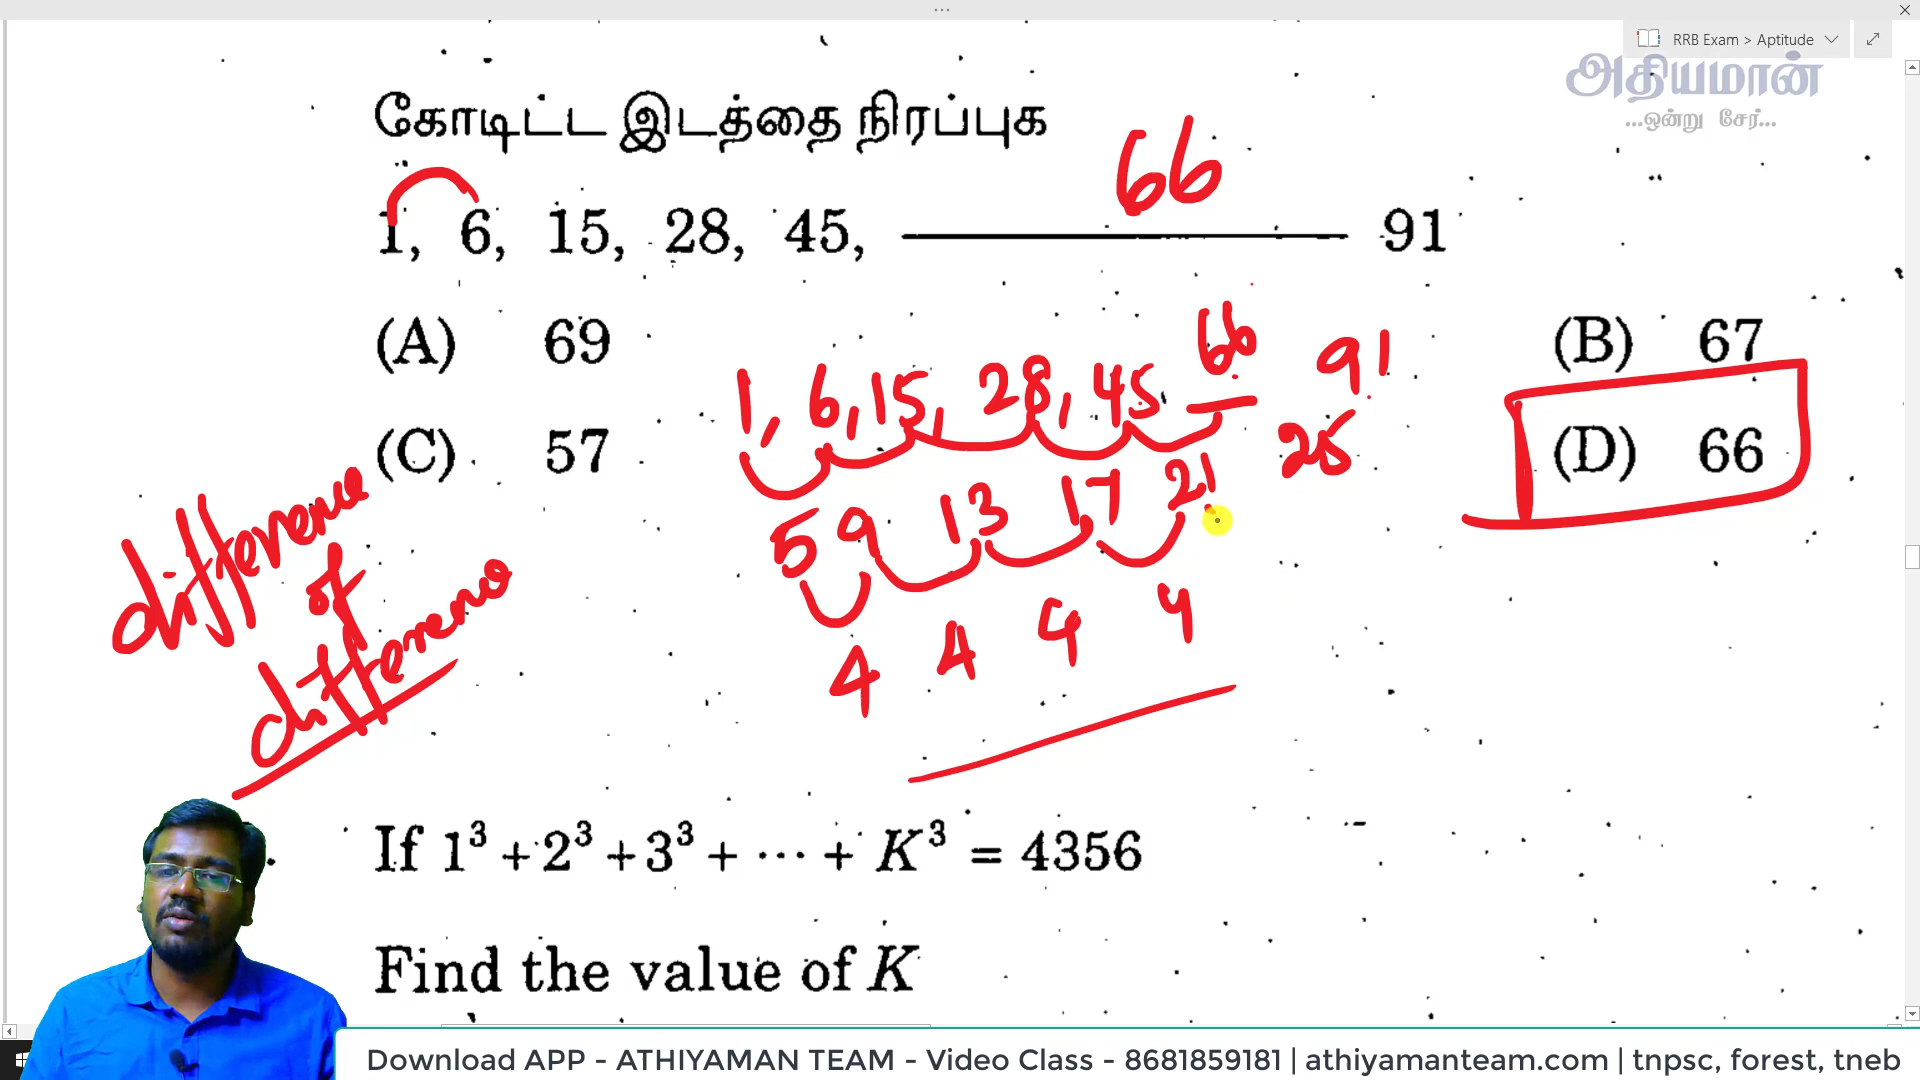 RRB Exam > Aptitude
அதியமான்
...ஒன்று சேர்...
கோடிட்ட இடத்தை நிரப்புக
66
1, 6, 15, 28, 45, 91
(A) 69
(B) 67
(C) 57
(D) 66
1, 6, 15, 28, 45 66 91
5 9 13 17 21 25
4 4 4 4
difference
of
difference
If 1³ + 2³ + 3³ + ··· + K³ = 4356
Find the value of K
Download APP - ATHIYAMAN TEAM - Video Class - 8681859181 | athiyamanteam.com | tnpsc, forest, tneb